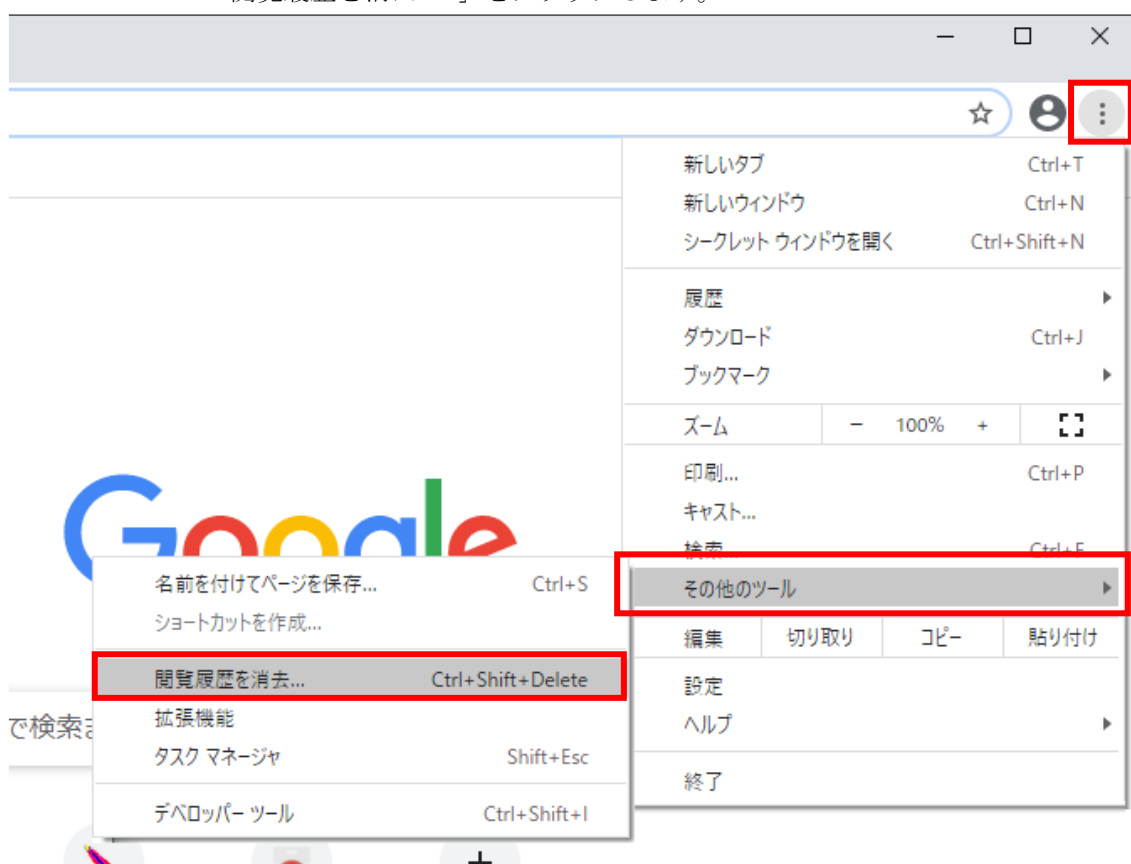 新しいタブ Ctrl+T
新しいウィンドウ Ctrl+N
シークレット ウィンドウを開く Ctrl+Shift+N
履歴
ダウンロード Ctrl+J
ブックマーク
ズーム － 100% +
印刷... Ctrl+P
キャスト...
検索... Ctrl+F
Google
その他のツール
編集 切り取り コピー 貼り付け
設定
ヘルプ
終了
名前を付けてページを保存... Ctrl+S
ショートカットを作成...
閲覧履歴を消去... Ctrl+Shift+Delete
拡張機能
タスク マネージャ Shift+Esc
デベロッパー ツール Ctrl+Shift+I
で検索